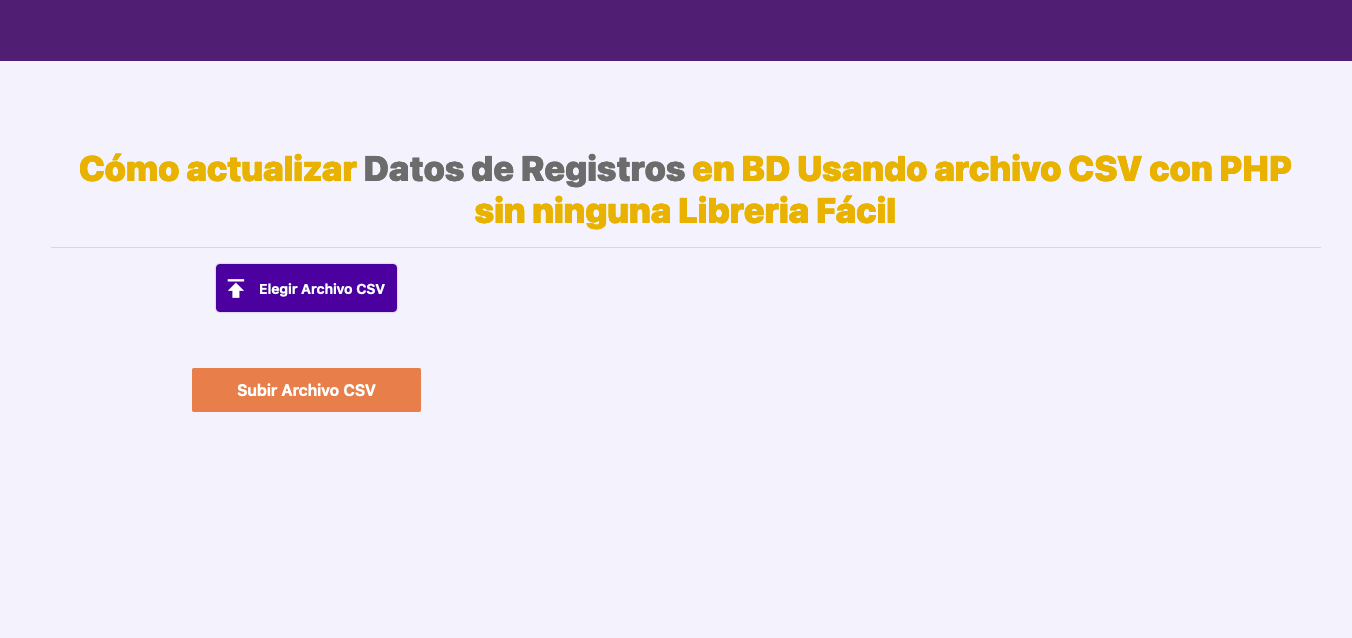 Cómo actualizar Datos de Registros en BD Usando archivo CSV con PHP
sin ninguna Libreria Fácil
Elegir Archivo CSV
Subir Archivo CSV